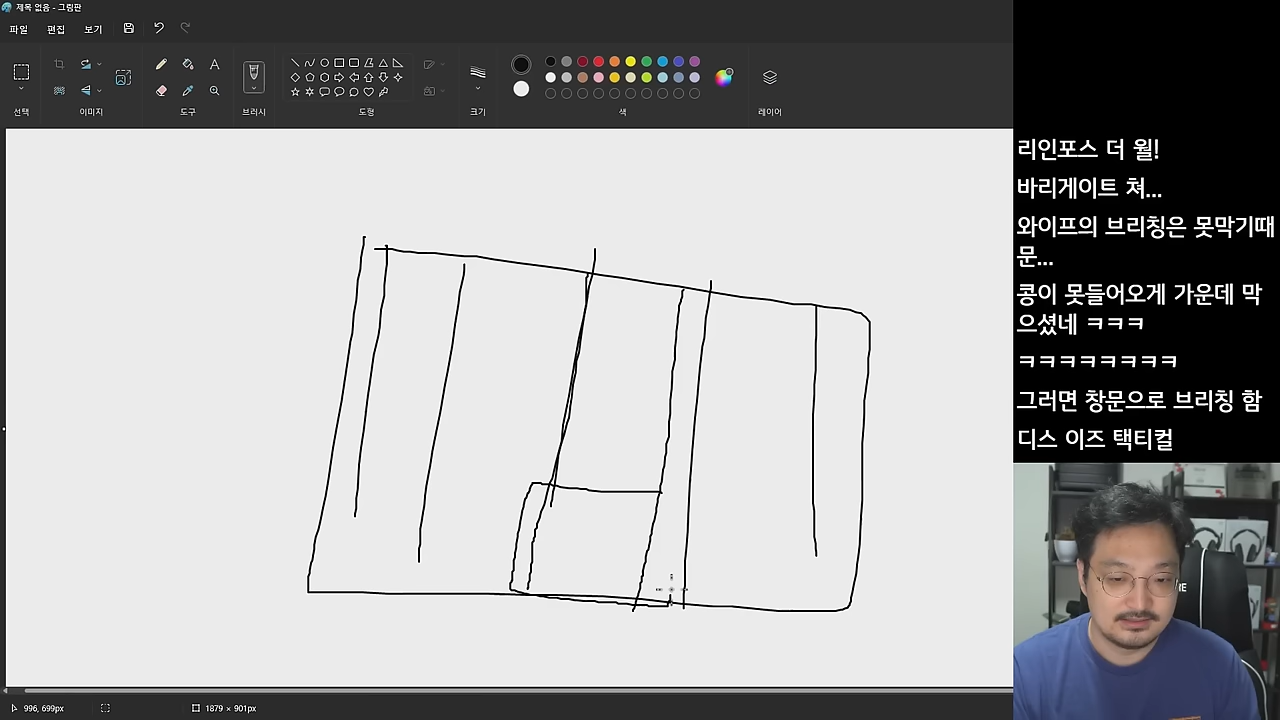 제목 없음 - 그림판
파일 편집 보기
선택 이미지 도구 브러시 도형 크기 색 레이어
리인포스 더 월!
바리게이트 쳐...
와이프의 브리칭은 못막기때
문...
콩이 못들어오게 가운데 막
으셨네 ㅋㅋㅋ
ㅋㅋㅋㅋㅋㅋㅋㅋ
그러면 창문으로 브리칭 함
디스 이즈 택티컬
996, 699px
1879 × 901px